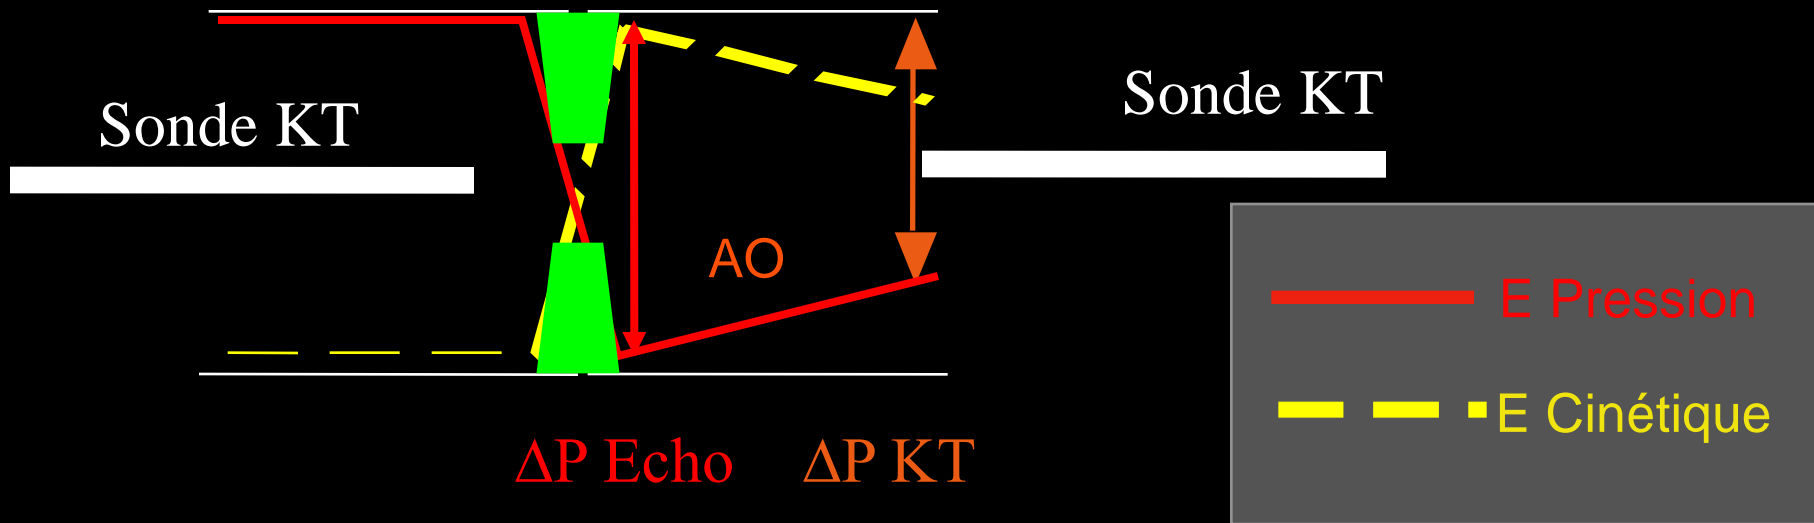 Sonde KT
Sonde KT
AO
E Pression
E Cinétique
ΔP Echo
ΔP KT